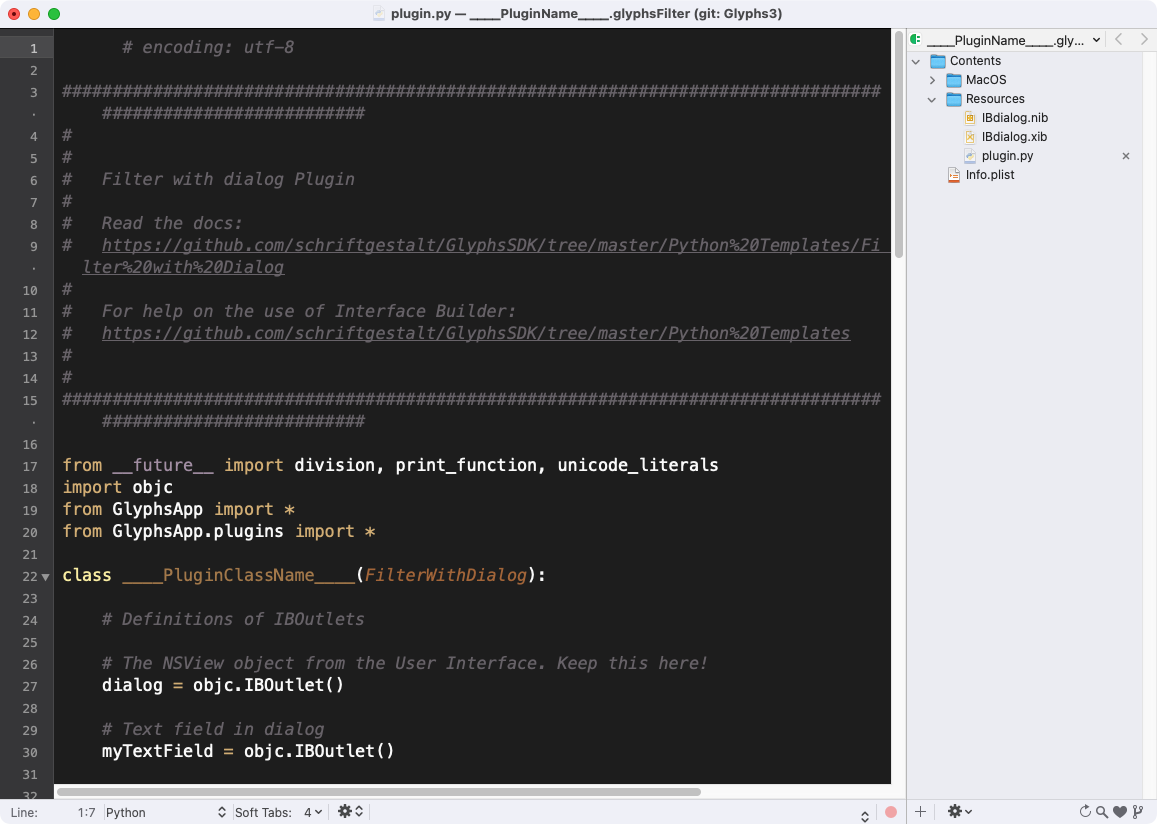 plugin.py — ____PluginName____.glyphsFilter (git: Glyphs3)
1 # encoding: utf-8
2
3 #################################################################################
· ##########################
4 #
5 #
6 # Filter with dialog Plugin
7 #
8 # Read the docs:
9 # https://github.com/schriftgestalt/GlyphsSDK/tree/master/Python%20Templates/Fi
· lter%20with%20Dialog
10 #
11 # For help on the use of Interface Builder:
12 # https://github.com/schriftgestalt/GlyphsSDK/tree/master/Python%20Templates
13 #
14 #
15 #################################################################################
· ##########################
16
17 from __future__ import division, print_function, unicode_literals
18 import objc
19 from GlyphsApp import *
20 from GlyphsApp.plugins import *
21
22 class ____PluginClassName____(FilterWithDialog):
23
24 # Definitions of IBOutlets
25
26 # The NSView object from the User Interface. Keep this here!
27 dialog = objc.IBOutlet()
28
29 # Text field in dialog
30 myTextField = objc.IBOutlet()
31
32
Line: 1:7 Python Soft Tabs: 4
____PluginName____.gly...
Contents
MacOS
Resources
IBdialog.nib
IBdialog.xib
plugin.py
Info.plist